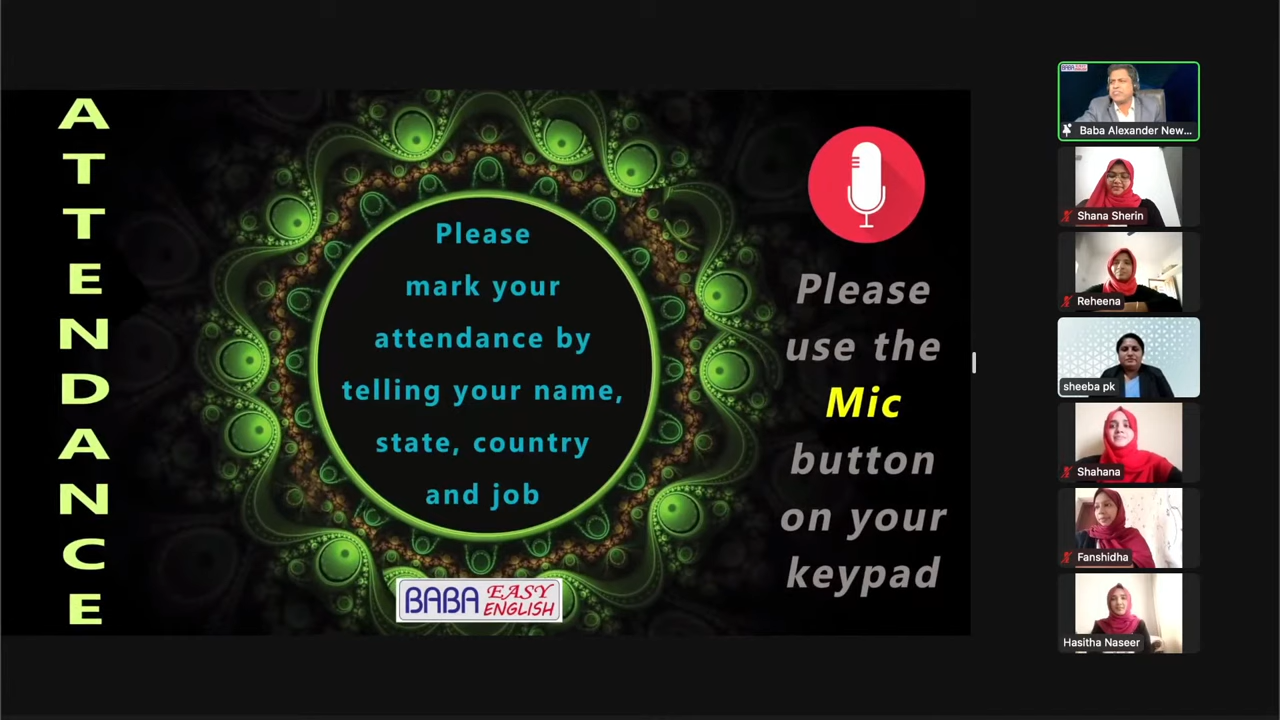 ATTENDANCE
Please
mark your
attendance by
telling your name,
state, country
and job
BABA EASY
ENGLISH
Please
use the
Mic
button
on your
keypad
Baba Alexander New...
Shana Sherin
Reheena
sheeba pk
Shahana
Fanshidha
Hasitha Naseer